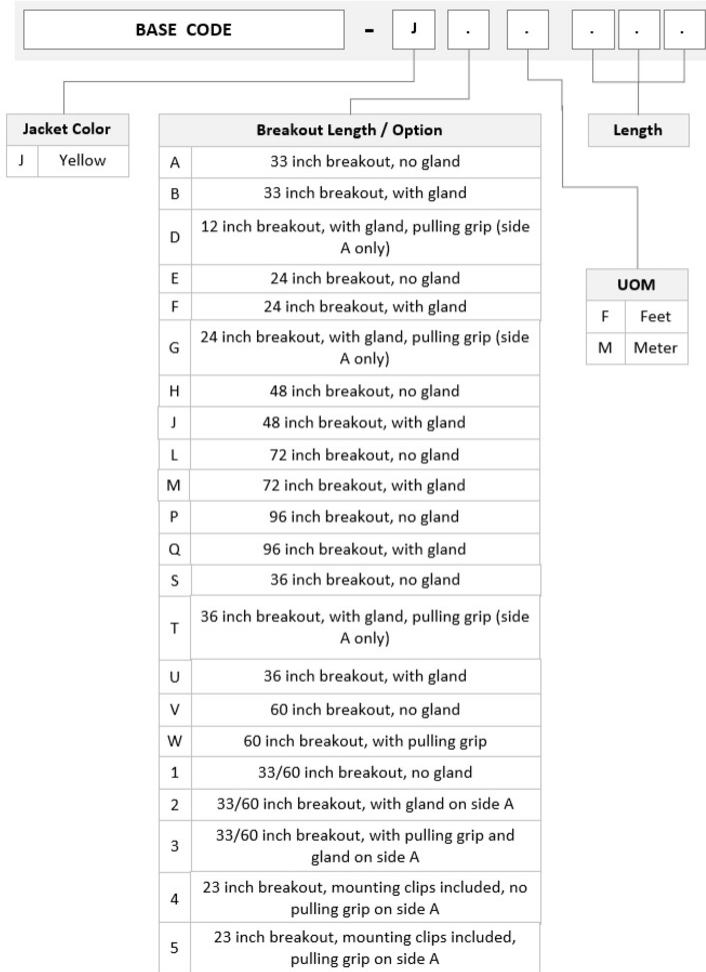 BASE CODE - J . . . . .
Jacket Color
J Yellow
Breakout Length / Option
A 33 inch breakout, no gland
B 33 inch breakout, with gland
D 12 inch breakout, with gland, pulling grip (side
A only)
E 24 inch breakout, no gland
F 24 inch breakout, with gland
G 24 inch breakout, with gland, pulling grip (side
A only)
H 48 inch breakout, no gland
J 48 inch breakout, with gland
L 72 inch breakout, no gland
M 72 inch breakout, with gland
P 96 inch breakout, no gland
Q 96 inch breakout, with gland
S 36 inch breakout, no gland
T 36 inch breakout, with gland, pulling grip (side
A only)
U 36 inch breakout, with gland
V 60 inch breakout, no gland
W 60 inch breakout, with pulling grip
1 33/60 inch breakout, no gland
2 33/60 inch breakout, with gland on side A
3 33/60 inch breakout, with pulling grip and
gland on side A
4 23 inch breakout, mounting clips included, no
pulling grip on side A
5 23 inch breakout, mounting clips included,
pulling grip on side A
Length
UOM
F Feet
M Meter